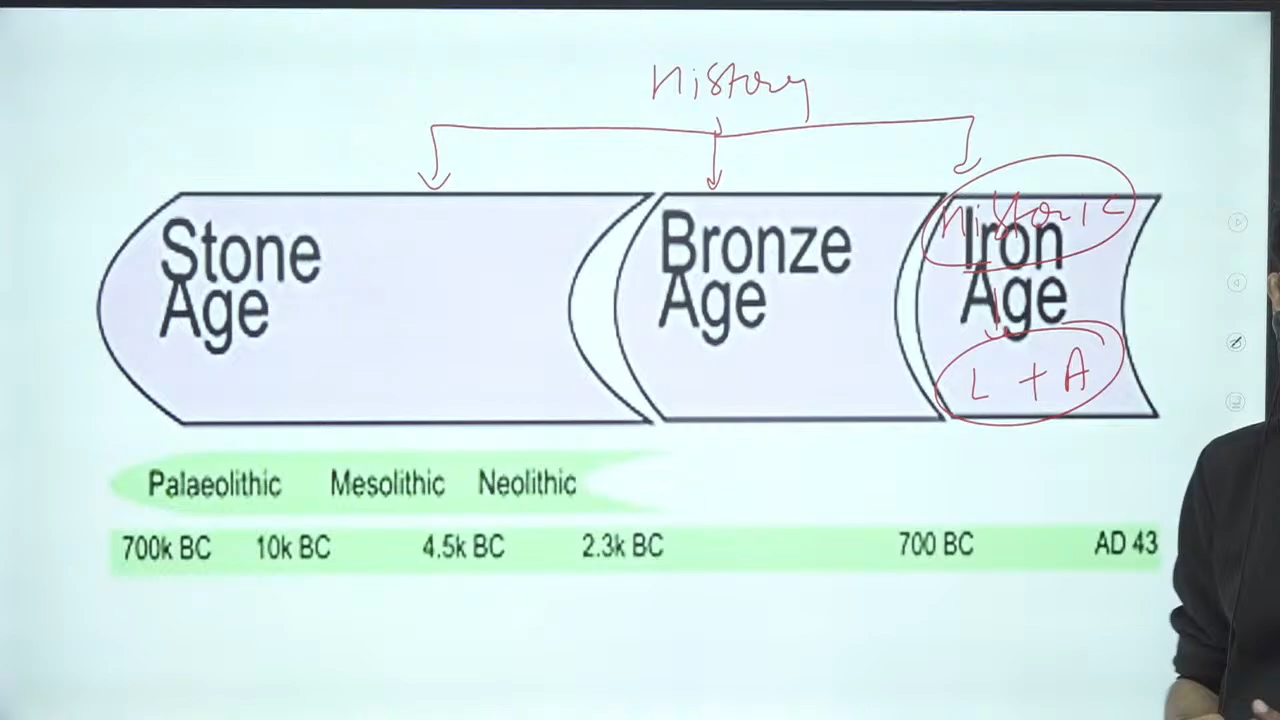 History
Stone
Age
Bronze
Age
Historic
Iron
Age
L + A
Palaeolithic Mesolithic Neolithic
700k BC 10k BC 4.5k BC 2.3k BC 700 BC AD 43